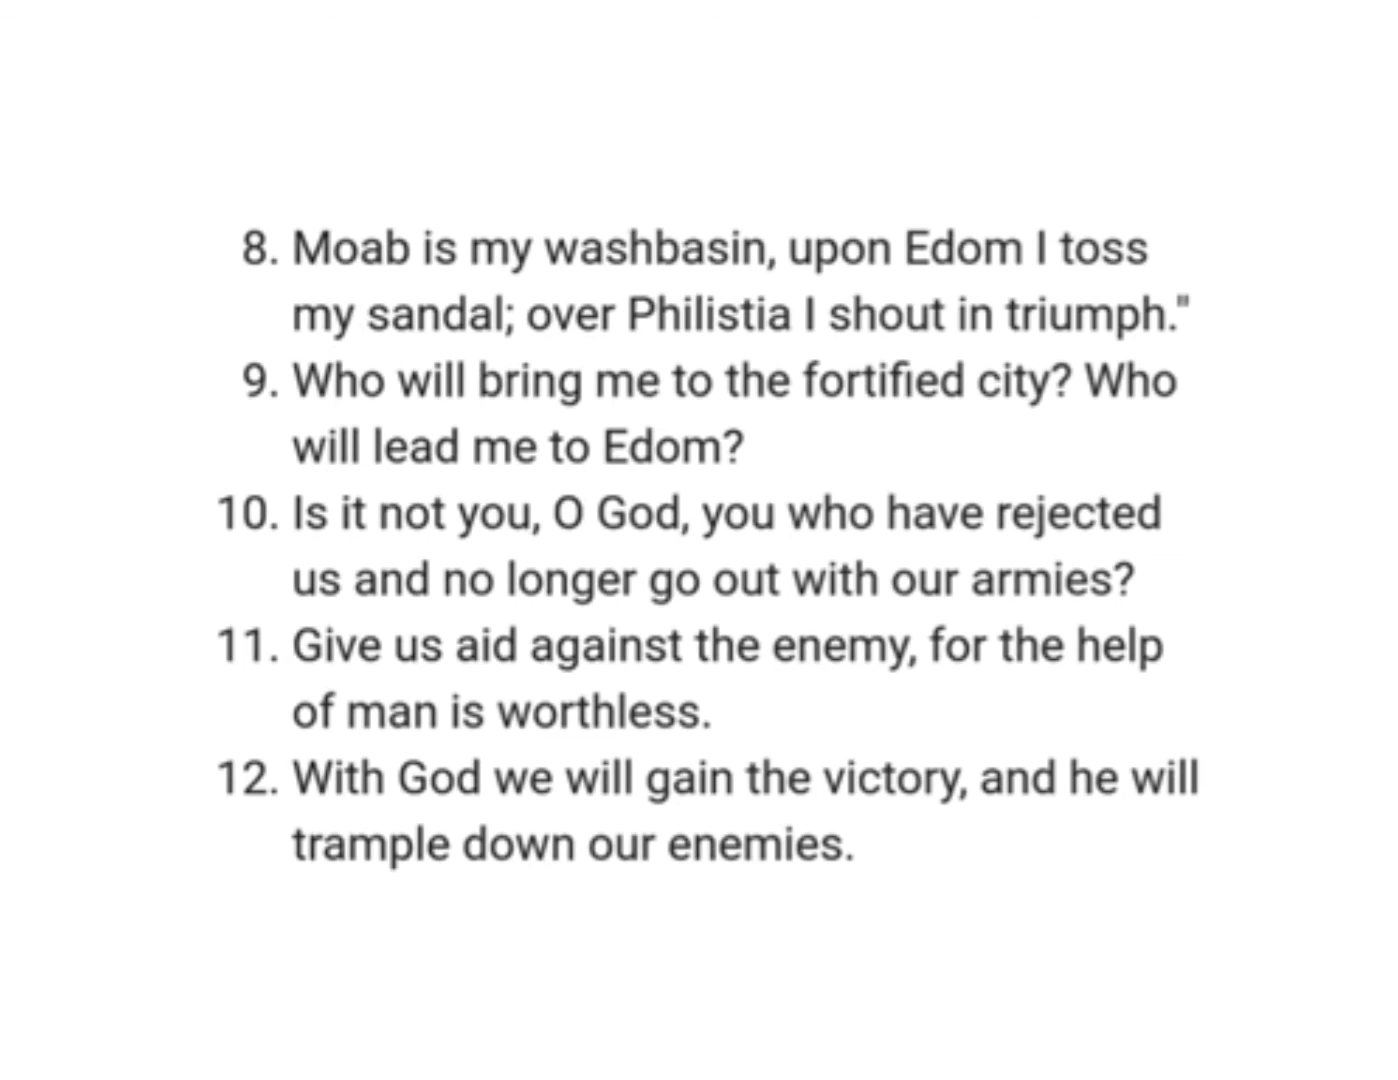 8. Moab is my washbasin, upon Edom I toss
my sandal; over Philistia I shout in triumph."
9. Who will bring me to the fortified city? Who
will lead me to Edom?
10. Is it not you, O God, you who have rejected
us and no longer go out with our armies?
11. Give us aid against the enemy, for the help
of man is worthless.
12. With God we will gain the victory, and he will
trample down our enemies.